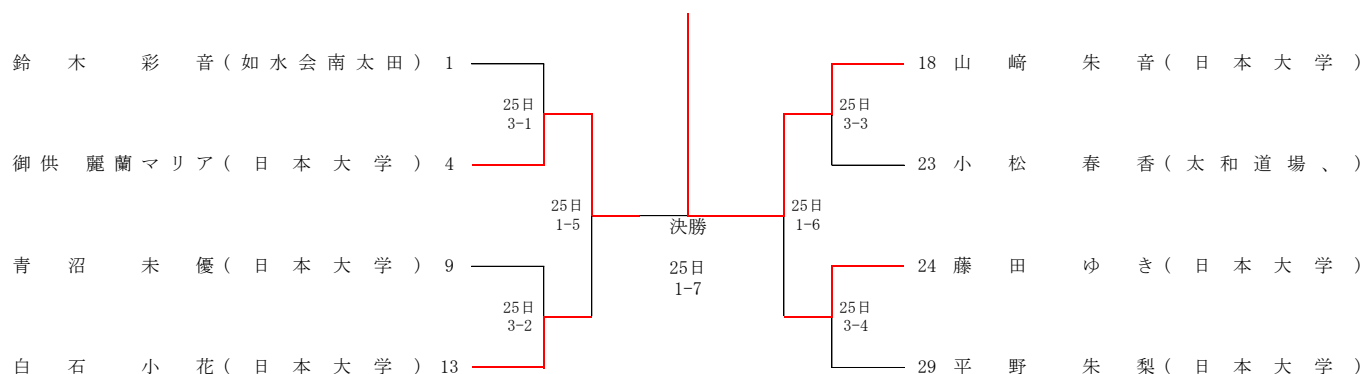 鈴木 彩音(如水会南太田) 1
25日
3-1
御供 麗蘭マリア(日本大学) 4
25日
1-5
青沼 未優(日本大学) 9
25日
3-2
白石 小花(日本大学) 13
決勝
25日
1-7
18 山﨑 朱音(日本大学)
25日
3-3
23 小松 春香(太和道場、)
25日
1-6
24 藤田 ゆき(日本大学)
25日
3-4
29 平野 朱梨(日本大学)